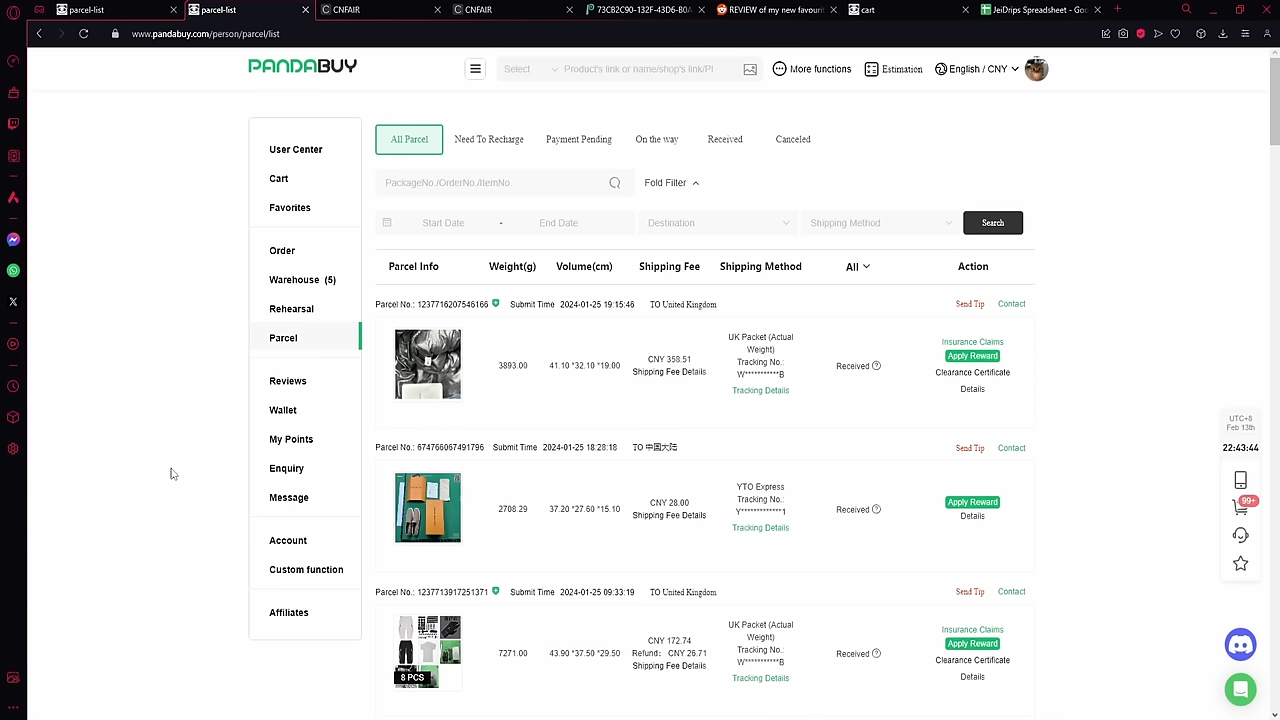 parcel-list
parcel-list
CNFAIR
CNFAIR
73CB2C90-132F-43D6-B0A
REVIEW of my new favourit
cart
JeiDrips Spreadsheet - Goo
www.pandabuy.com/person/parcel/list
PANDABUY
Select
Product's link or name/shop's link/PI
More functions
Estimation
English / CNY
User Center
Cart
Favorites
Order
Warehouse (5)
Rehearsal
Parcel
Reviews
Wallet
My Points
Enquiry
Message
Account
Custom function
Affiliates
All Parcel
Need To Recharge
Payment Pending
On the way
Received
Canceled
PackageNo./OrderNo./ItemNo.
Fold Filter
Start Date - End Date
Destination
Shipping Method
Search
Parcel Info
Weight(g)
Volume(cm)
Shipping Fee
Shipping Method
All
Action
Parcel No.: 1237716207546166 Submit Time 2024-01-25 19:15:46 TO United Kingdom
Send Tip
Contact
3893.00
41.10 *32.10 *19.00
CNY 358.51
Shipping Fee Details
UK Packet (Actual
Weight)
Tracking No.:
W***********B
Tracking Details
Received
Insurance Claims
Apply Reward
Clearance Certificate
Details
Parcel No.: 674766067491796 Submit Time 2024-01-25 18:28:18 TO 中国大陆
Send Tip
Contact
2708.29
37.20 *27.60 *15.10
CNY 28.00
Shipping Fee Details
YTO Express
Tracking No.:
Y*************1
Tracking Details
Received
Apply Reward
Details
Parcel No.: 1237713917251371 Submit Time 2024-01-25 09:33:19 TO United Kingdom
Send Tip
Contact
8 PCS
7271.00
43.90 *37.50 *29.50
CNY 172.74
Refund: CNY 26.71
Shipping Fee Details
UK Packet (Actual
Weight)
Tracking No.:
W***********B
Tracking Details
Received
Insurance Claims
Apply Reward
Clearance Certificate
Details
UTC+8
Feb 13th
22:43:44
99+